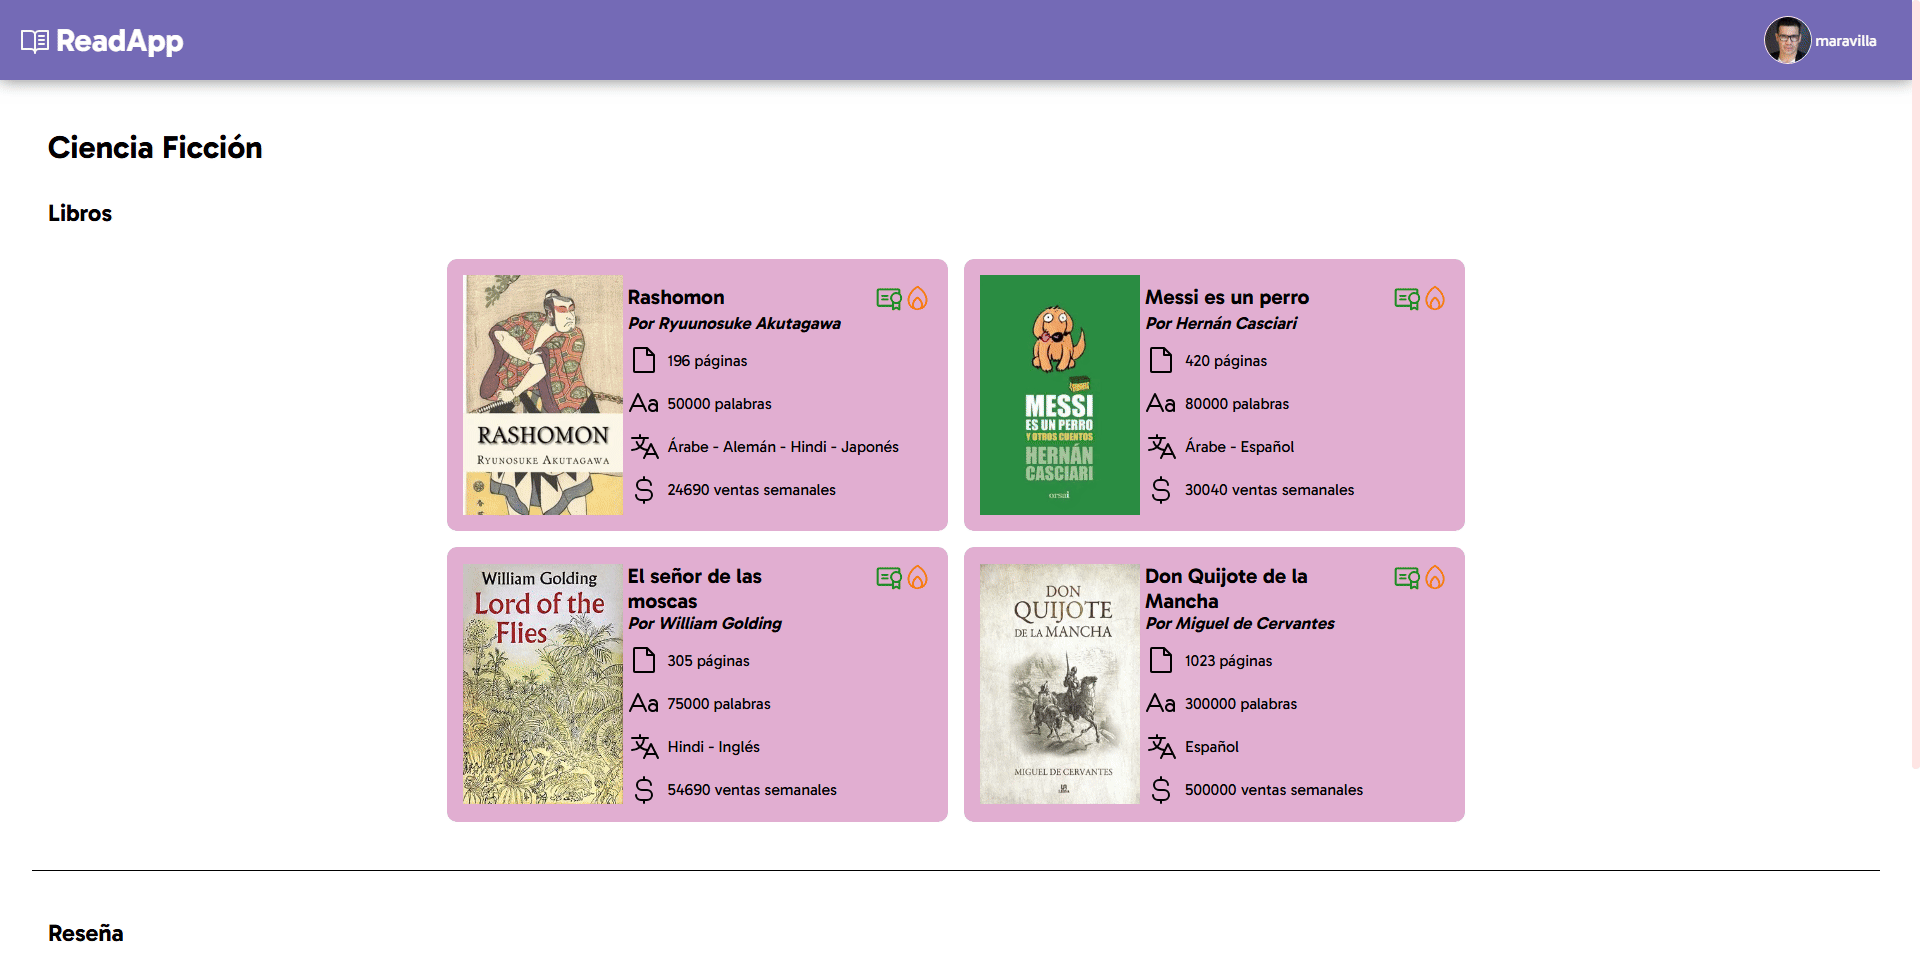 ReadApp
maravilla
Ciencia Ficción
Libros
RASHOMON
RYUNOSUKE AKUTAGAWA
Rashomon
Por Ryuunosuke Akutagawa
196 páginas
Aa 50000 palabras
Árabe - Alemán - Hindi - Japonés
$ 24690 ventas semanales
MESSI
ES UN PERRO
Y OTROS CUENTOS
HERNÁN
CASCIARI
orsai
Messi es un perro
Por Hernán Casciari
420 páginas
Aa 80000 palabras
Árabe - Español
$ 30040 ventas semanales
William Golding
Lord of the
Flies
El señor de las
moscas
Por William Golding
305 páginas
Aa 75000 palabras
Hindi - Inglés
$ 54690 ventas semanales
DON
QUIJOTE
DE LA MANCHA
MIGUEL DE CERVANTES
Don Quijote de la
Mancha
Por Miguel de Cervantes
1023 páginas
Aa 300000 palabras
Español
$ 500000 ventas semanales
Reseña